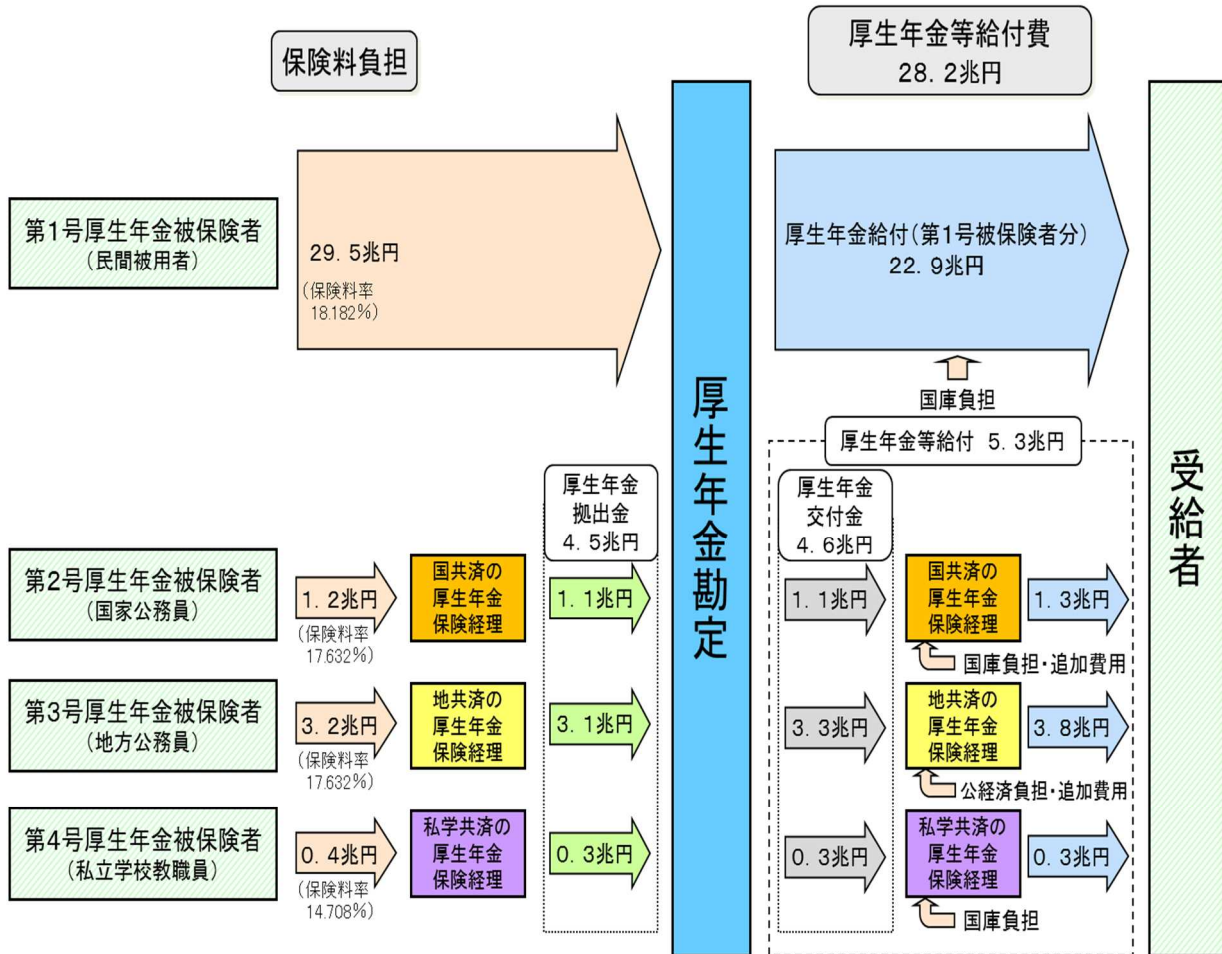 保険料負担
厚生年金等給付費
28.2兆円
第1号厚生年金被保険者
(民間被用者)
29.5兆円
(保険料率
18.182%)
厚生年金給付(第1号被保険者分)
22.9兆円
国庫負担
厚生年金等給付 5.3兆円
厚生年金勘定
受給者
厚生年金
拠出金
4.5兆円
厚生年金
交付金
4.6兆円
第2号厚生年金被保険者
(国家公務員)
1.2兆円
(保険料率
17.632%)
国共済の
厚生年金
保険経理
1.1兆円
1.1兆円
国共済の
厚生年金
保険経理
1.3兆円
国庫負担・追加費用
第3号厚生年金被保険者
(地方公務員)
3.2兆円
(保険料率
17.632%)
地共済の
厚生年金
保険経理
3.1兆円
3.3兆円
地共済の
厚生年金
保険経理
3.8兆円
公経済負担・追加費用
第4号厚生年金被保険者
(私立学校教職員)
0.4兆円
(保険料率
14.708%)
私学共済の
厚生年金
保険経理
0.3兆円
0.3兆円
私学共済の
厚生年金
保険経理
0.3兆円
国庫負担